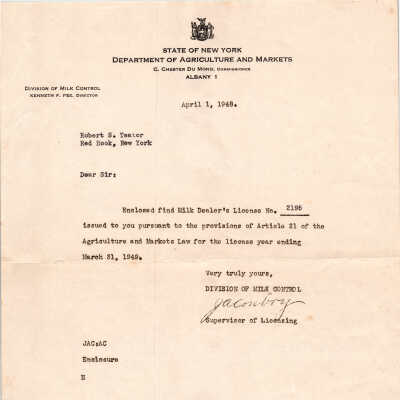 STATE OF NEW YORK
DEPARTMENT OF AGRICULTURE AND MARKETS
C. CHESTER DU MOND, COMMISSIONER
ALBANY 1
DIVISION OF MILK CONTROL
KENNETH F. FEE, DIRECTOR
April 1, 1948.
Robert S. Teator
Red Hook, New York
Dear Sir:
Enclosed find Milk Dealer's License No. 2195
issued to you pursuant to the provisions of Article 21 of the
Agriculture and Markets Law for the license year ending
March 31, 1949.
Very truly yours,
DIVISION OF MILK CONTROL
Supervisor of Licensing
JAC:AC
Enclosure
E